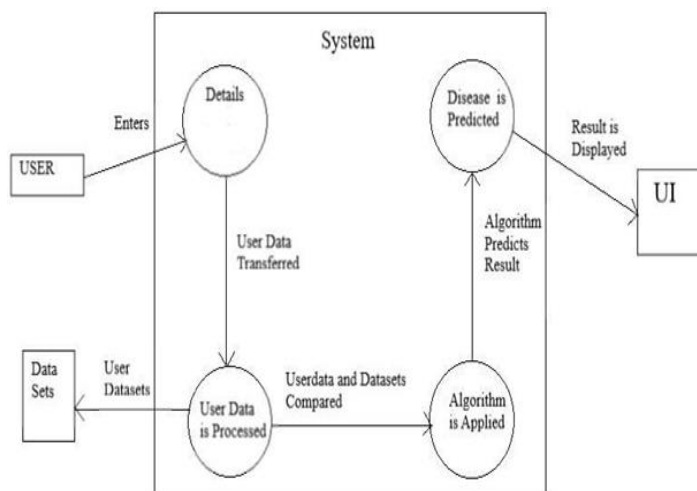 System
Details
Disease is
Predicted
Enters
Result is
Displayed
USER
UI
User Data
Transferred
Algorithm
Predicts
Result
Data
Sets
User
Datasets
User Data
is Processed
Userdata and Datasets
Compared
Algorithm
is Applied